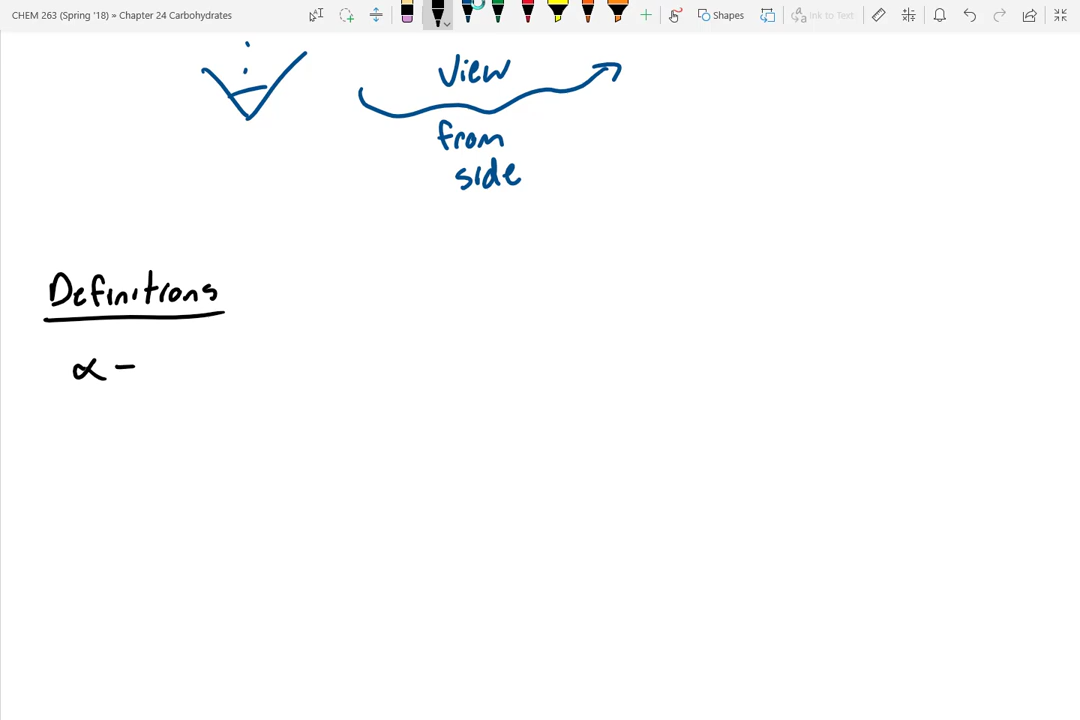 CHEM 263 (Spring '18) » Chapter 24 Carbohydrates
Shapes
Ink to Text
View
from
side
Definitions
α –